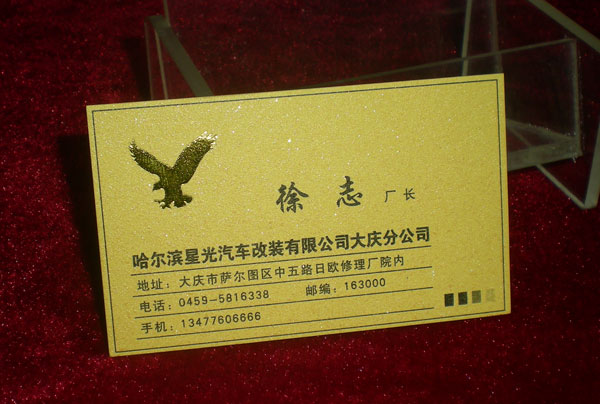 徐志 厂长
哈尔滨星光汽车改装有限公司大庆分公司
地址：大庆市萨尔图区中五路日欧修理厂院内
电话：0459-5816338 邮编：163000
手机：13477606666